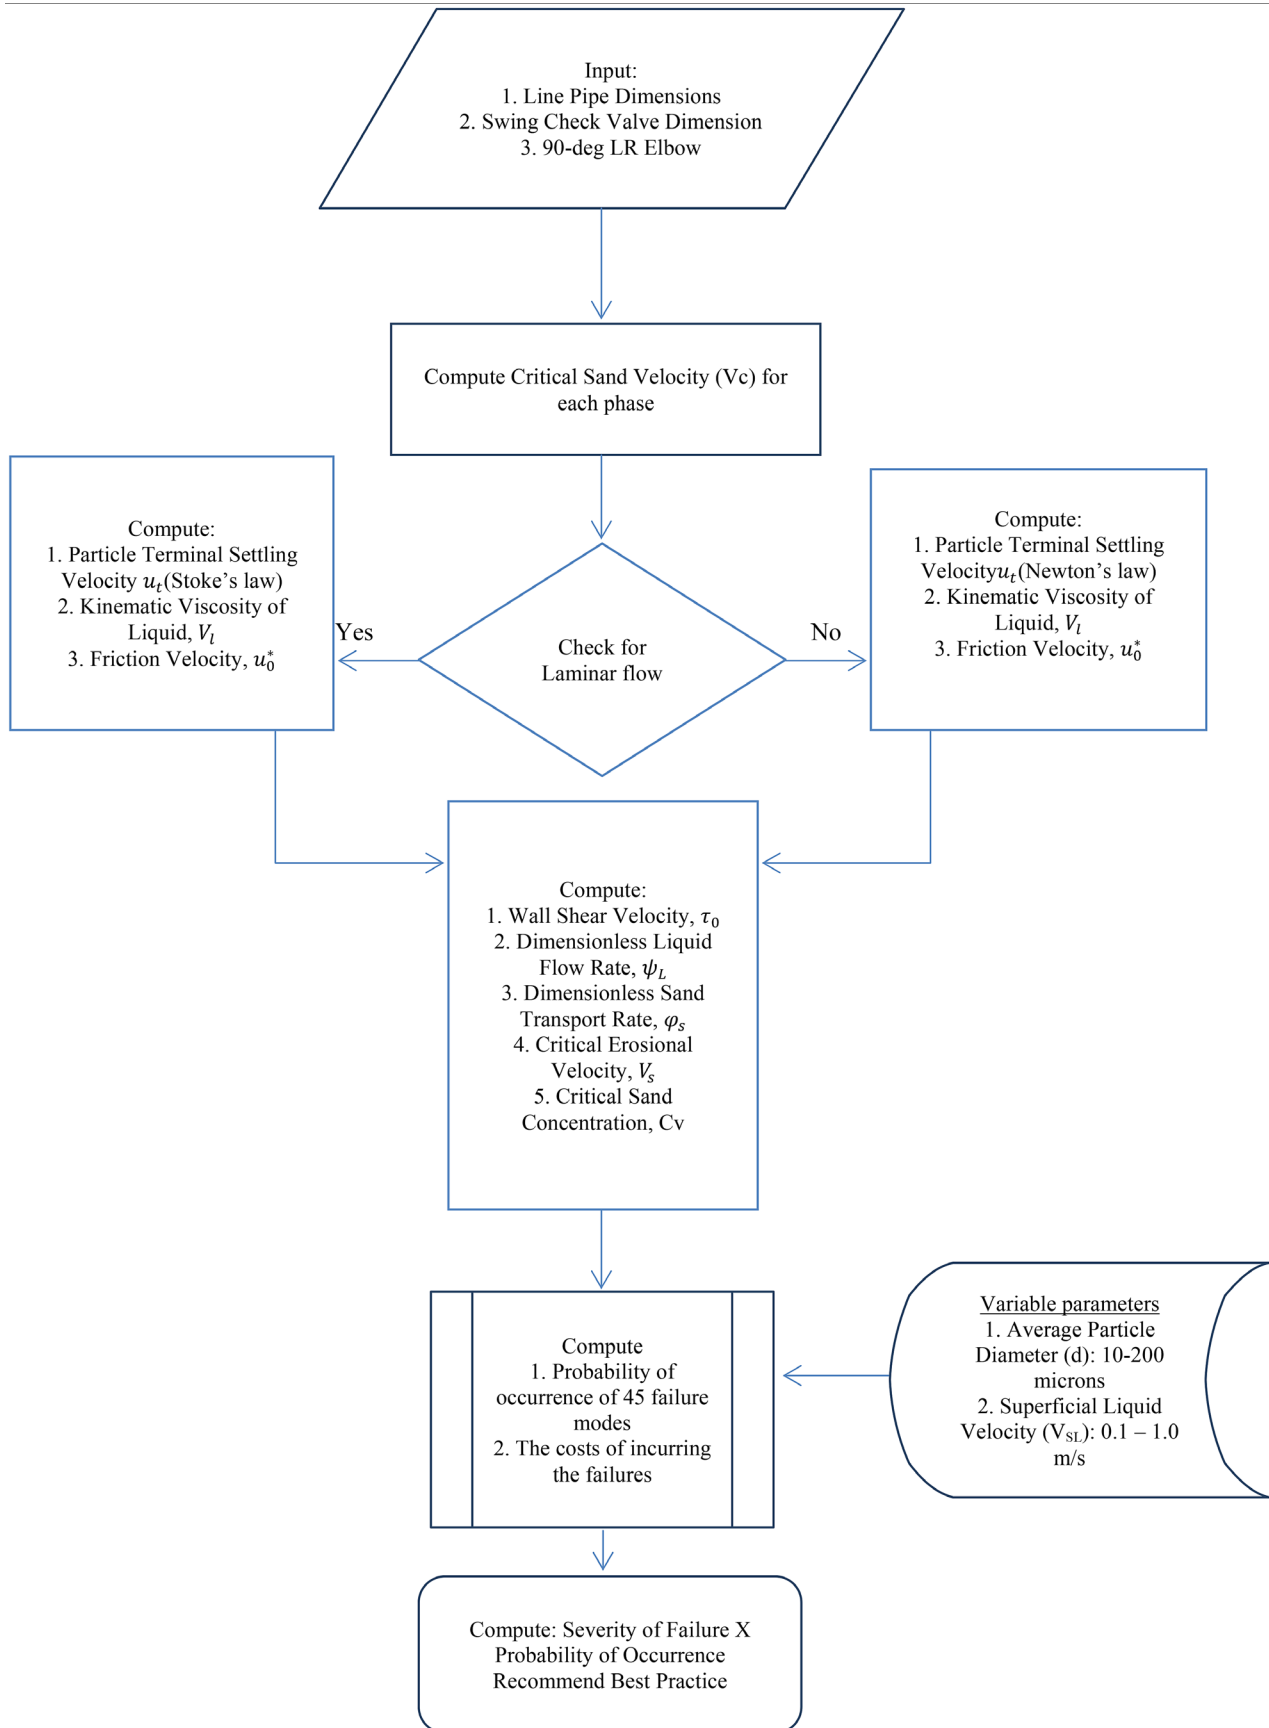 Input:
1. Line Pipe Dimensions
2. Swing Check Valve Dimension
3. 90-deg LR Elbow
Compute Critical Sand Velocity (Vc) for
each phase
Compute:
1. Particle Terminal Settling
Velocity u_t(Stoke's law)
2. Kinematic Viscosity of
Liquid, V_l
3. Friction Velocity, u_0^*
Yes
Check for
Laminar flow
No
Compute:
1. Particle Terminal Settling
Velocityu_t(Newton's law)
2. Kinematic Viscosity of
Liquid, V_l
3. Friction Velocity, u_0^*
Compute:
1. Wall Shear Velocity, τ_0
2. Dimensionless Liquid
Flow Rate, ψ_L
3. Dimensionless Sand
Transport Rate, φ_s
4. Critical Erosional
Velocity, V_s
5. Critical Sand
Concentration, Cv
Compute
1. Probability of
occurrence of 45 failure
modes
2. The costs of incurring
the failures
Variable parameters
1. Average Particle
Diameter (d): 10-200
microns
2. Superficial Liquid
Velocity (V_SL): 0.1 – 1.0
m/s
Compute: Severity of Failure X
Probability of Occurrence
Recommend Best Practice